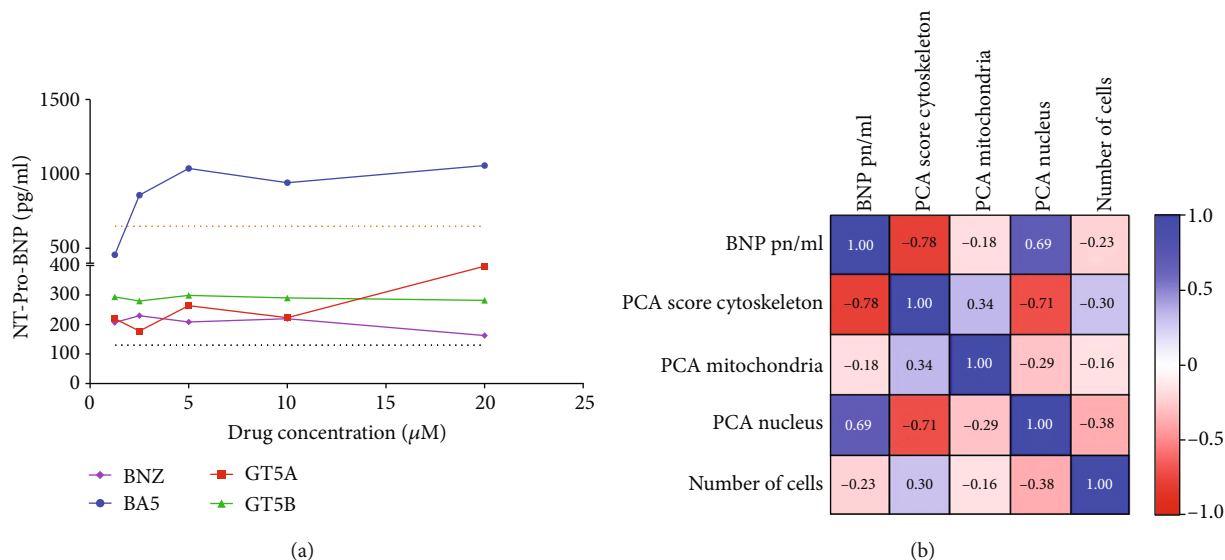 1500
1000
500
400
300
200
100
0
NT-Pro-BNP (pg/ml)
0 5 10 15 20 25
Drug concentration (μM)
BNZ GT5A
BA5 GT5B
(a)
BNP pn/ml
PCA score cytoskeleton
PCA mitochondria
PCA nucleus
Number of cells
BNP pn/ml 1.00 −0.78 −0.18 0.69 −0.23
PCA score cytoskeleton −0.78 1.00 0.34 −0.71 −0.30
PCA mitochondria −0.18 0.34 1.00 −0.29 −0.16
PCA nucleus 0.69 −0.71 −0.29 1.00 −0.38
Number of cells −0.23 0.30 −0.16 −0.38 1.00
1.0
0.5
0
−0.5
−1.0
(b)